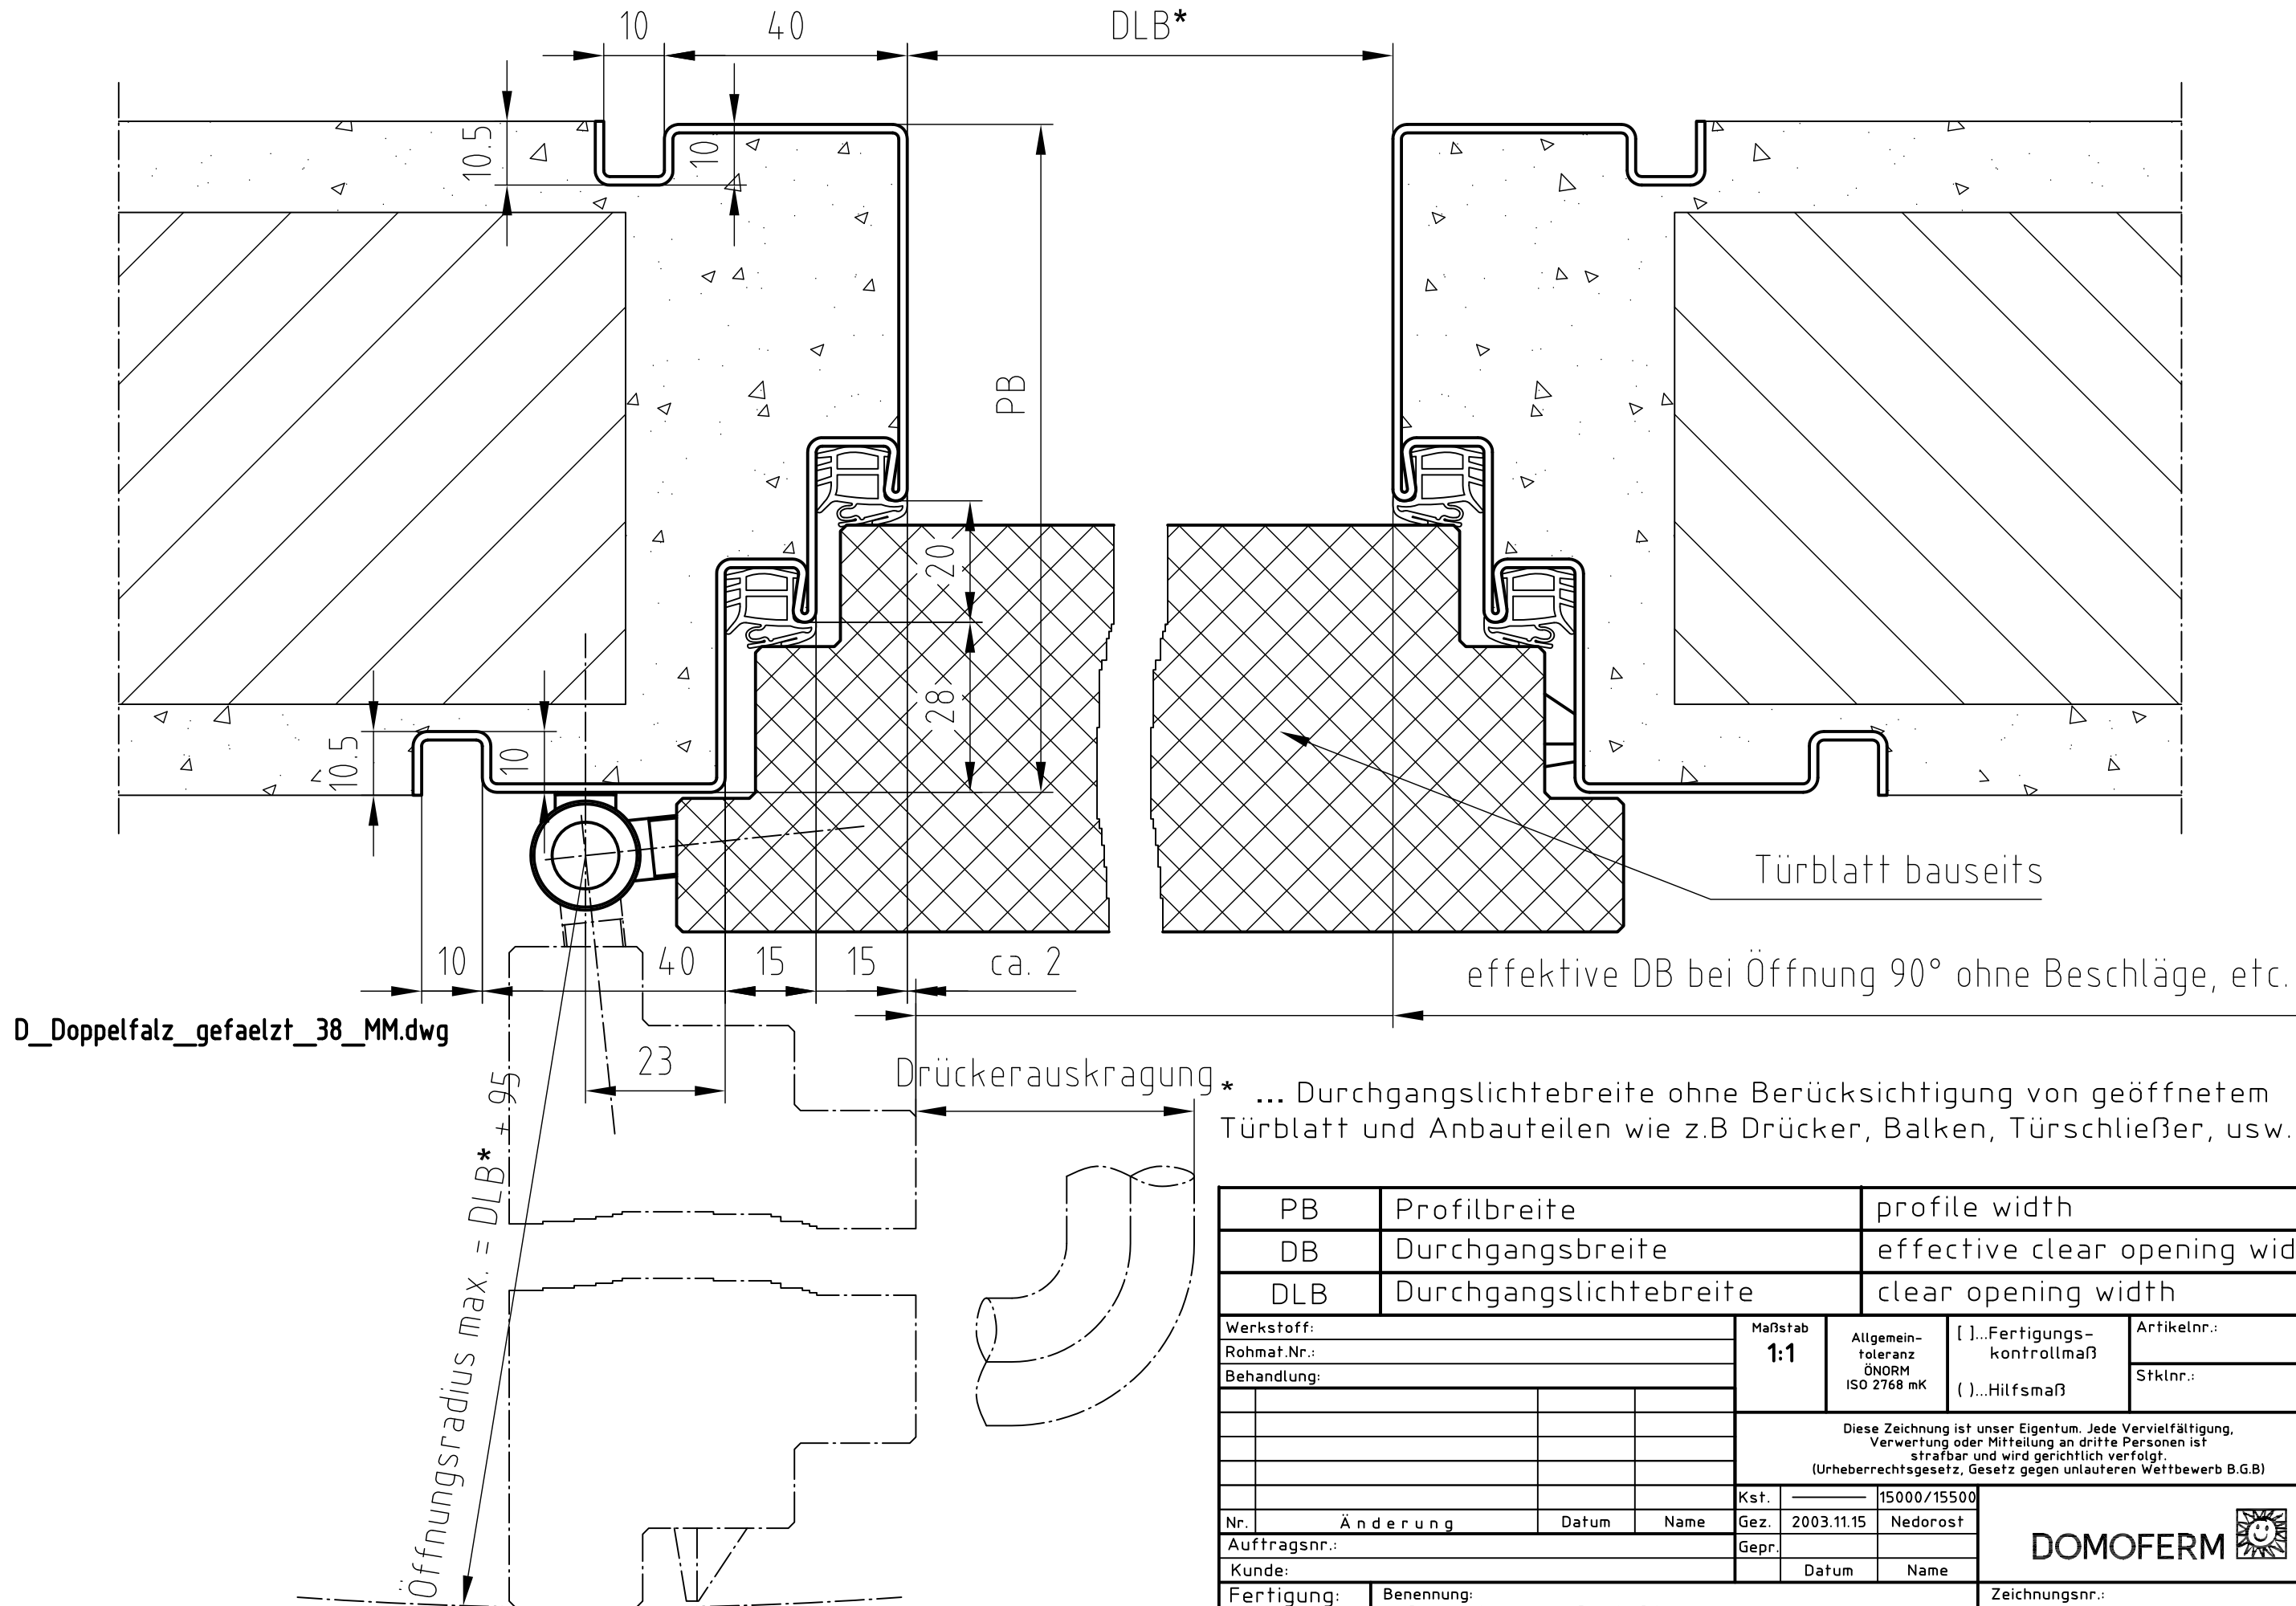 10
40
DLB*
10.5
10
PB
20
28
10.5
10
Türblatt bauseits
10
40
15
15
ca. 2
effektive DB bei Öffnung 90° ohne Beschläge, etc.
D_Doppelfalz_gefaelzt_38_MM.dwg
23
Drückerauskragung
Öffnungsradius max. = DLB* + 95
* ... Durchgangslichtebreite ohne Berücksichtigung von geöffnetem
Türblatt und Anbauteilen wie z.B Drücker, Balken, Türschließer, usw.
PB Profilbreite profile width
DB Durchgangsbreite effective clear opening wid
DLB Durchgangslichtebreite clear opening width
Werkstoff:
Rohmat.Nr.:
Behandlung:
Maßstab
1:1
Allgemein-
toleranz
ÖNORM
ISO 2768 mK
[ ]...Fertigungs-
kontrollmaß
( )...Hilfsmaß
Artikelnr.:
Stklnr.:
Diese Zeichnung ist unser Eigentum. Jede Vervielfältigung,
Verwertung oder Mitteilung an dritte Personen ist
strafbar und wird gerichtlich verfolgt.
(Urheberrechtsgesetz, Gesetz gegen unlauteren Wettbewerb B.G.B)
Kst. 15000/15500
Nr. Änderung Datum Name
Gez. 2003.11.15 Nedorost
Auftragsnr.:
Gepr.
Kunde:
Datum Name
DOMOFERM
Fertigung:
Benennung:
Zeichnungsnr.: